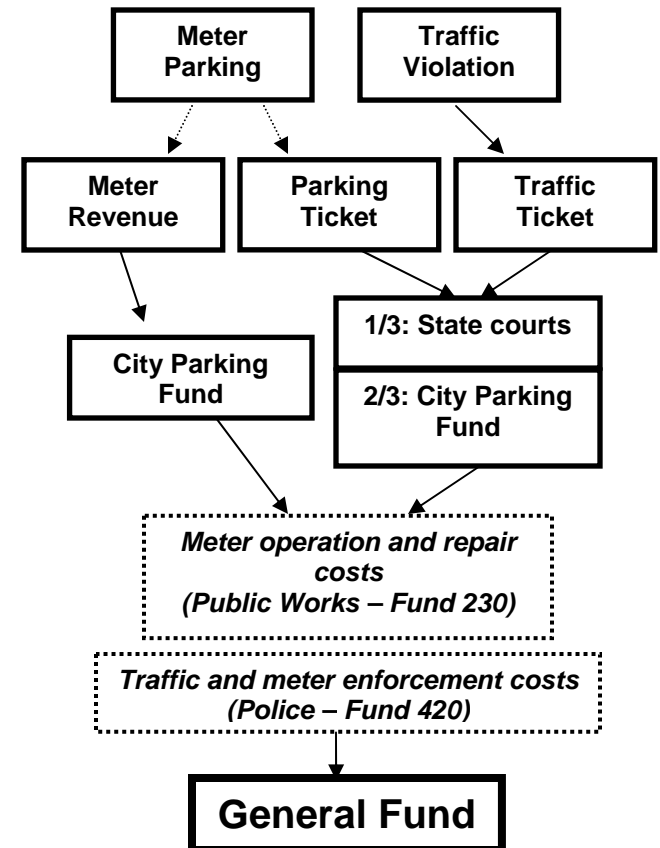 Meter
Parking
Traffic
Violation
Meter
Revenue
Parking
Ticket
Traffic
Ticket
1/3: State courts
City Parking
Fund
2/3: City Parking
Fund
Meter operation and repair
costs
(Public Works – Fund 230)
Traffic and meter enforcement costs
(Police – Fund 420)
General Fund